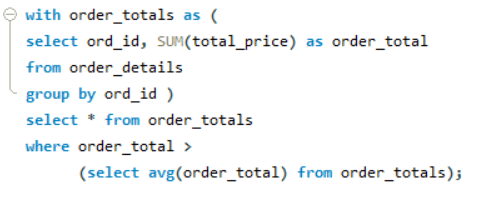 with order_totals as (
select ord_id, SUM(total_price) as order_total
from order_details
group by ord_id )
select * from order_totals
where order_total >
(select avg(order_total) from order_totals);